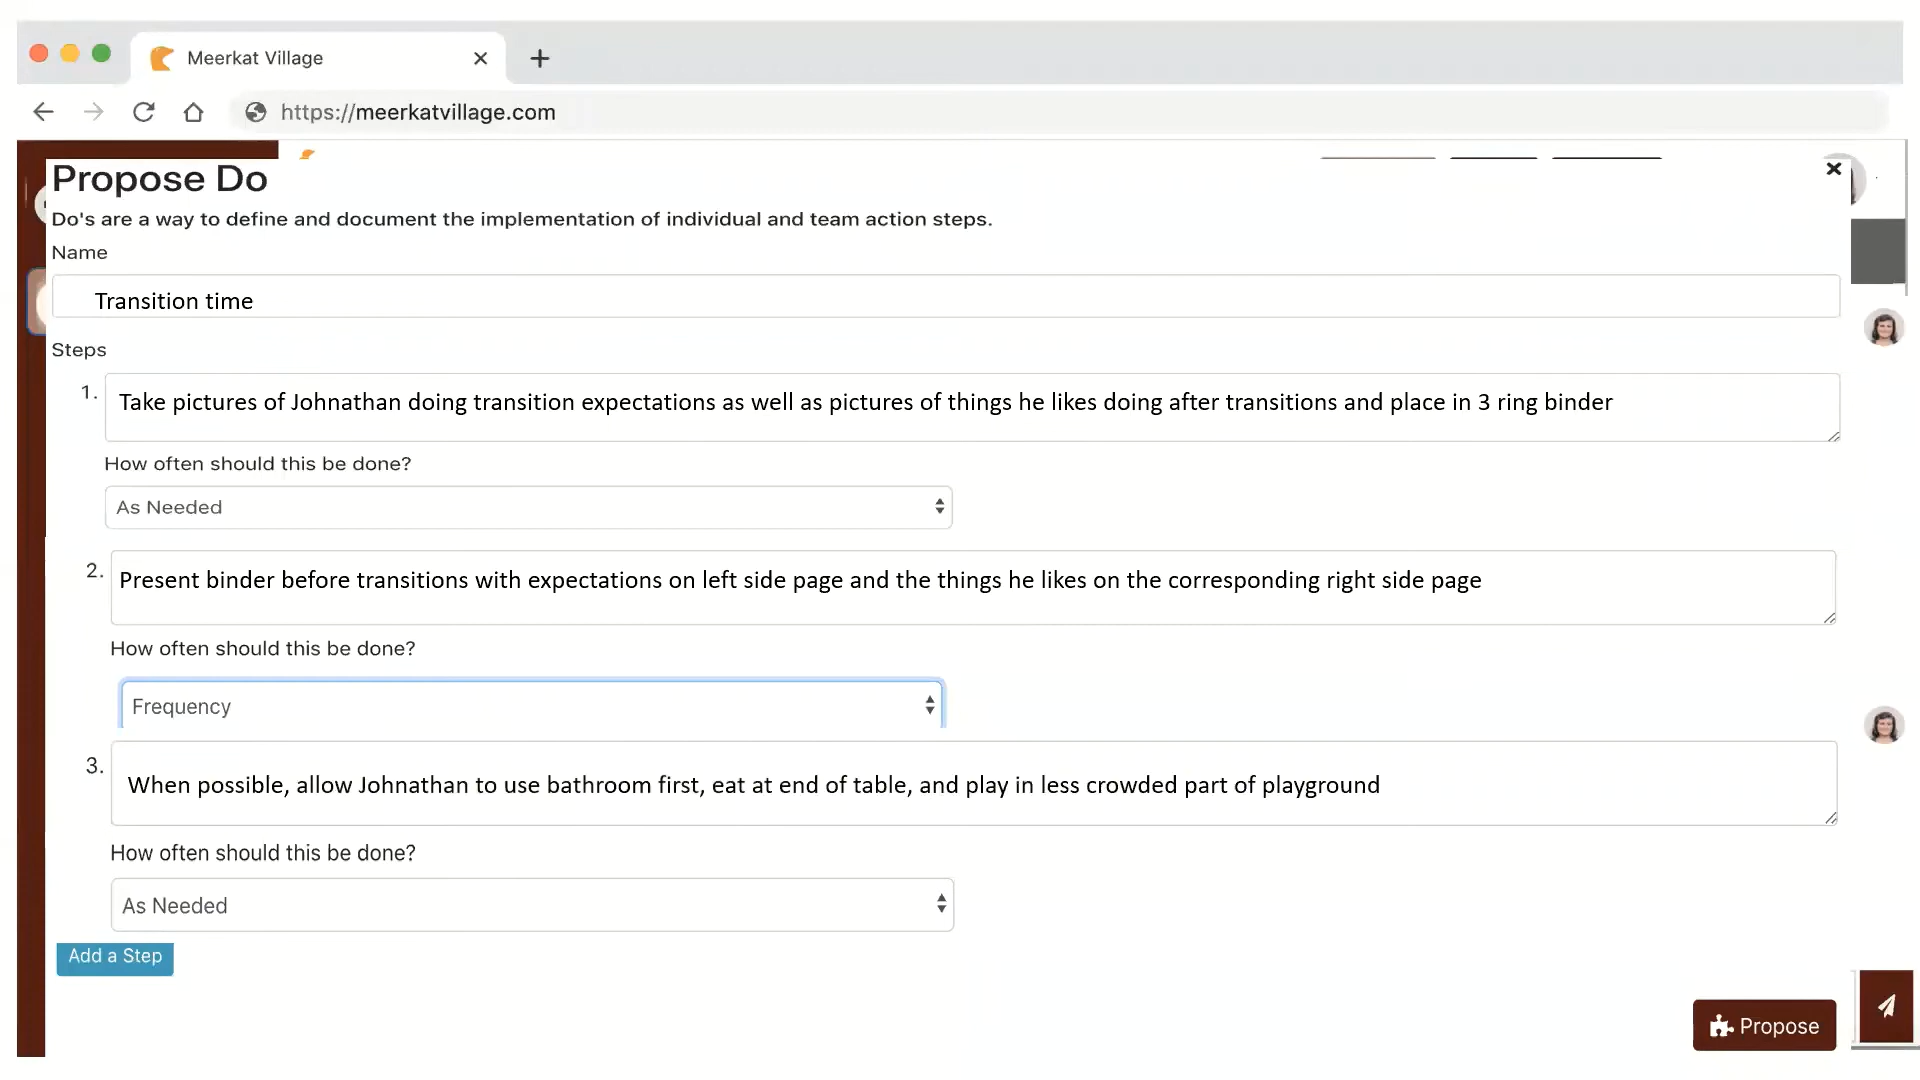 Meerkat Village
https://meerkatvillage.com
Propose Do
Do's are a way to define and document the implementation of individual and team action steps.
Name
Transition time
Steps
1. Take pictures of Johnathan doing transition expectations as well as pictures of things he likes doing after transitions and place in 3 ring binder
How often should this be done?
As Needed
2. Present binder before transitions with expectations on left side page and the things he likes on the corresponding right side page
How often should this be done?
Frequency
3. When possible, allow Johnathan to use bathroom first, eat at end of table, and play in less crowded part of playground
How often should this be done?
As Needed
Add a Step
Propose